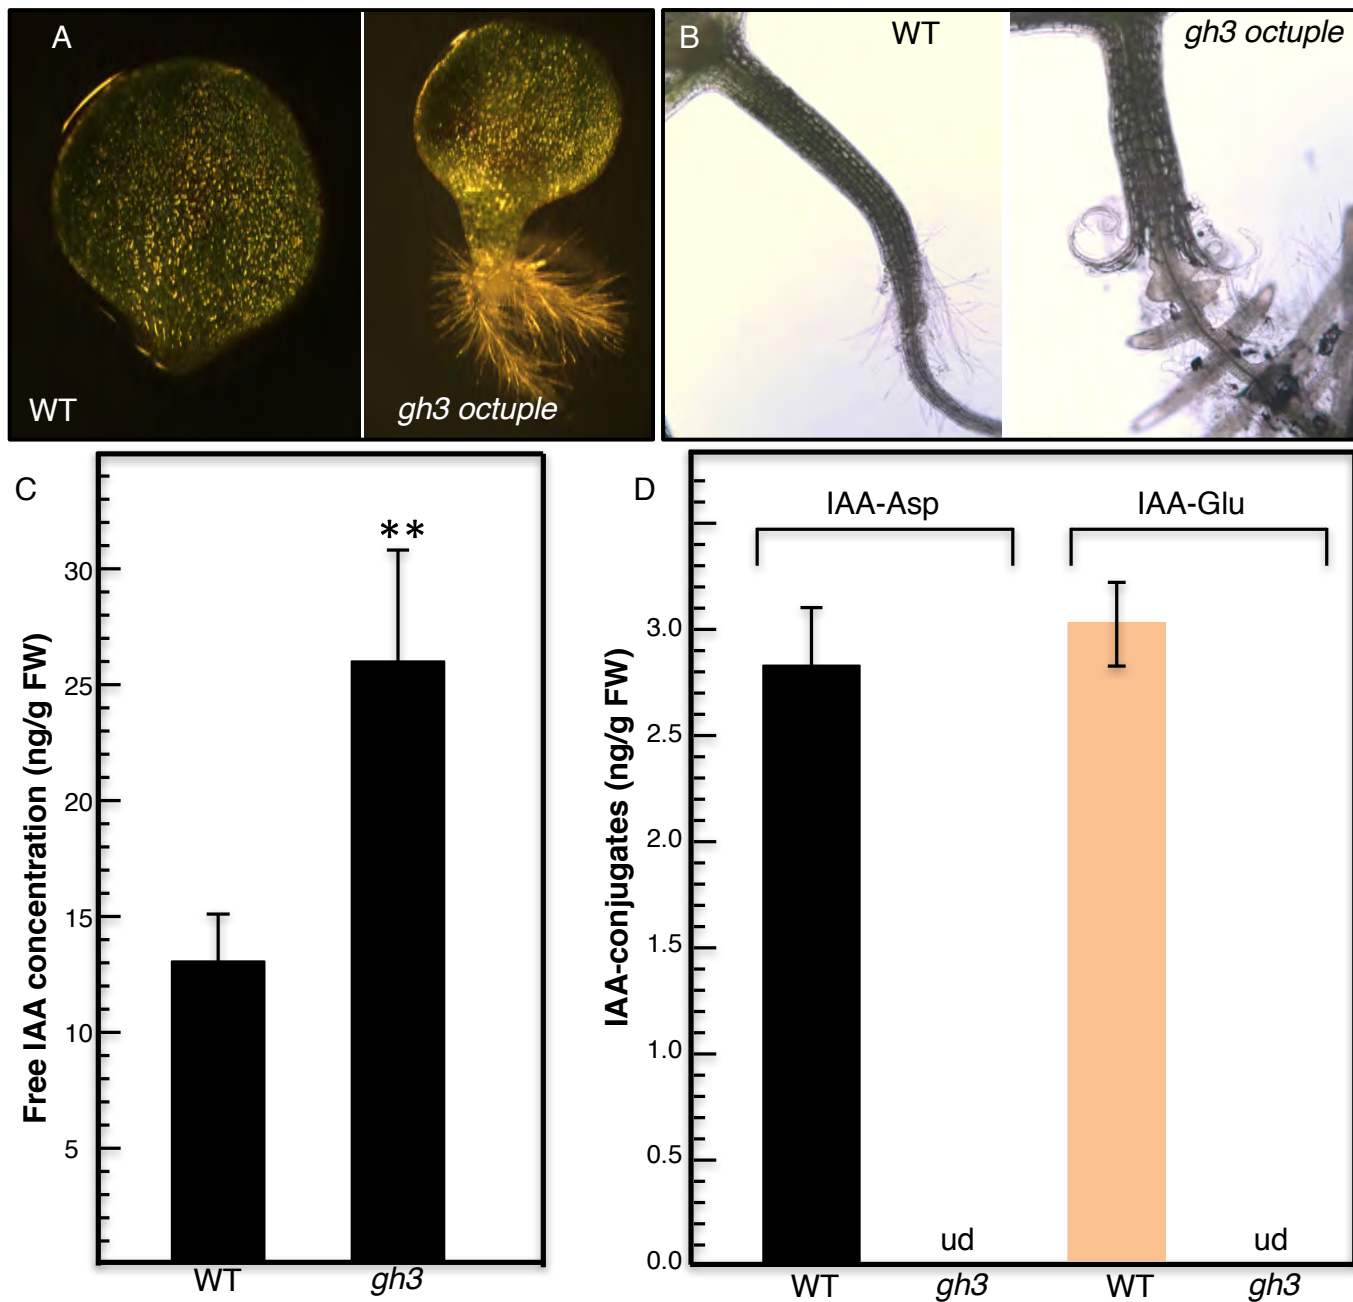 A
WT
gh3 octuple
B
WT
gh3 octuple
C
Free IAA concentration (ng/g FW)
30
25
20
15
10
5
**
WT
gh3
D
IAA-conjugates (ng/g FW)
3.0
2.5
2.0
1.5
1.0
0.5
0.0
IAA-Asp
IAA-Glu
ud
ud
WT
gh3
WT
gh3